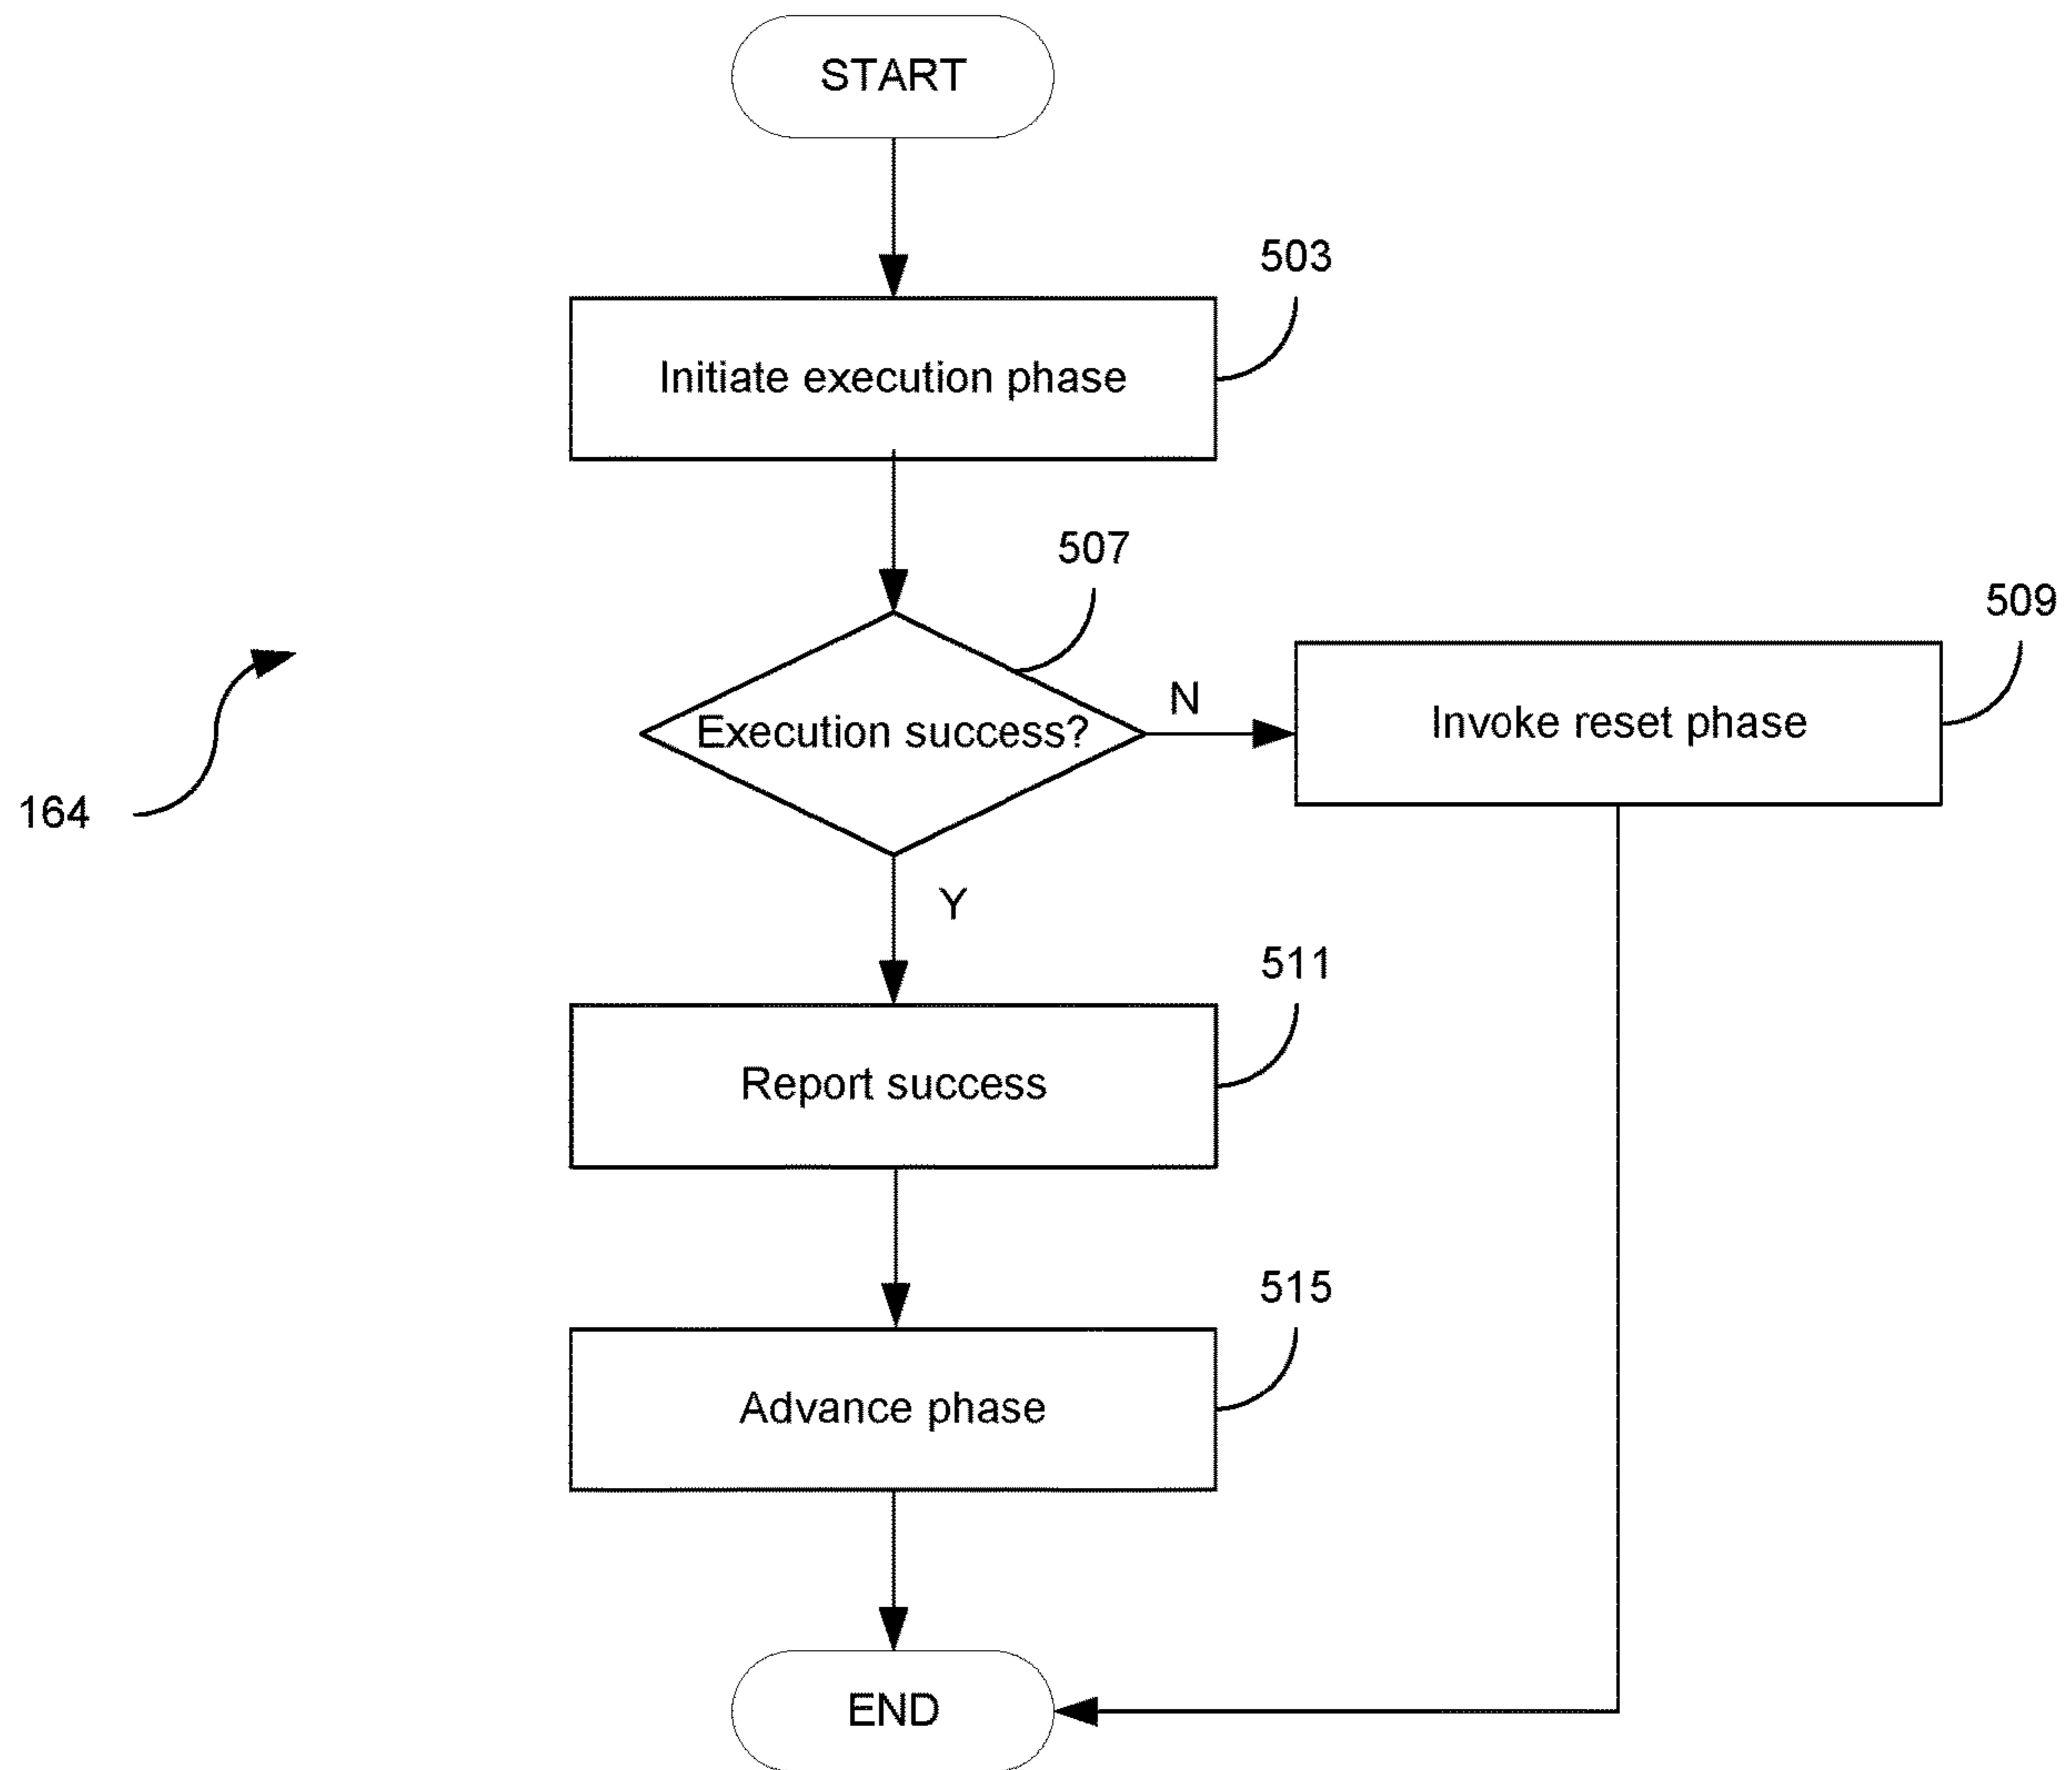 START
503
Initiate execution phase
507
509
Execution success?
N
Invoke reset phase
164
Y
511
Report success
515
Advance phase
END